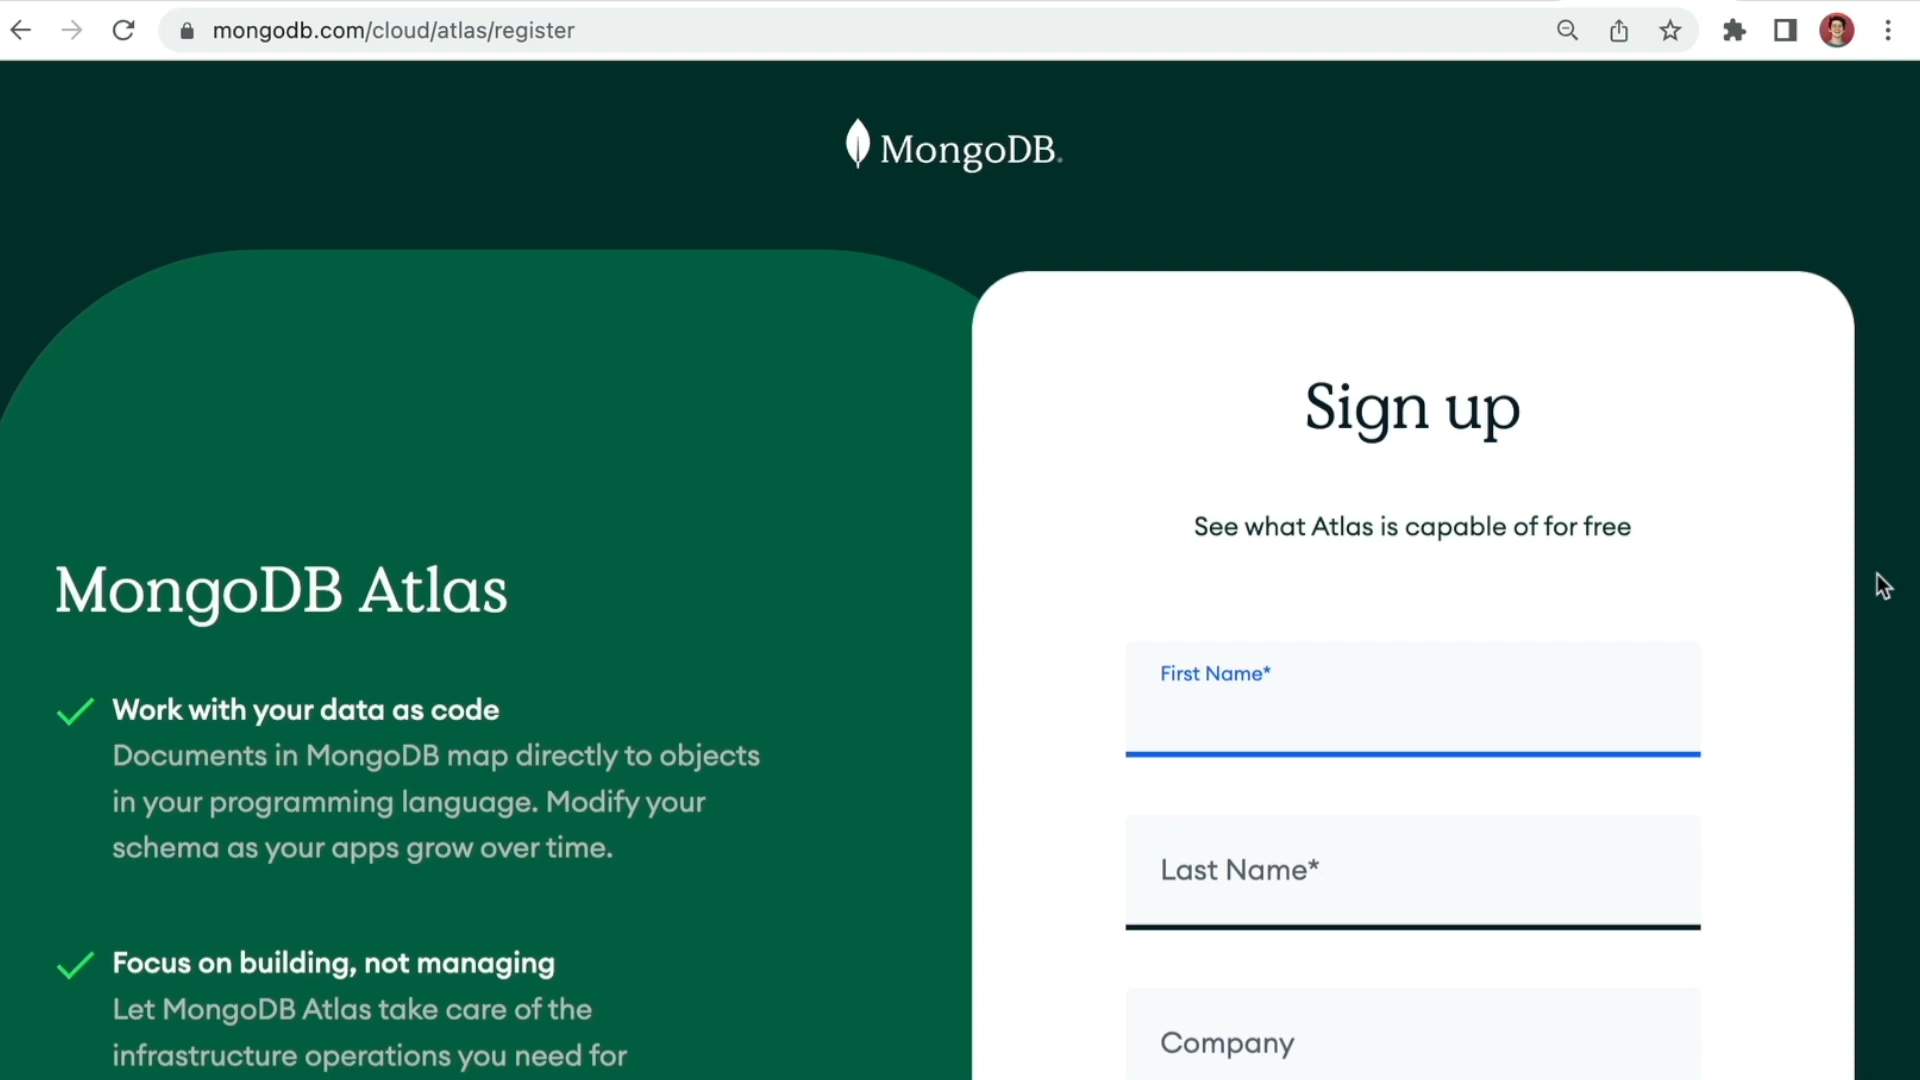 mongodb.com/cloud/atlas/register
MongoDB.
MongoDB Atlas
Work with your data as code
Documents in MongoDB map directly to objects
in your programming language. Modify your
schema as your apps grow over time.
Focus on building, not managing
Let MongoDB Atlas take care of the
infrastructure operations you need for
Sign up
See what Atlas is capable of for free
First Name*
Last Name*
Company